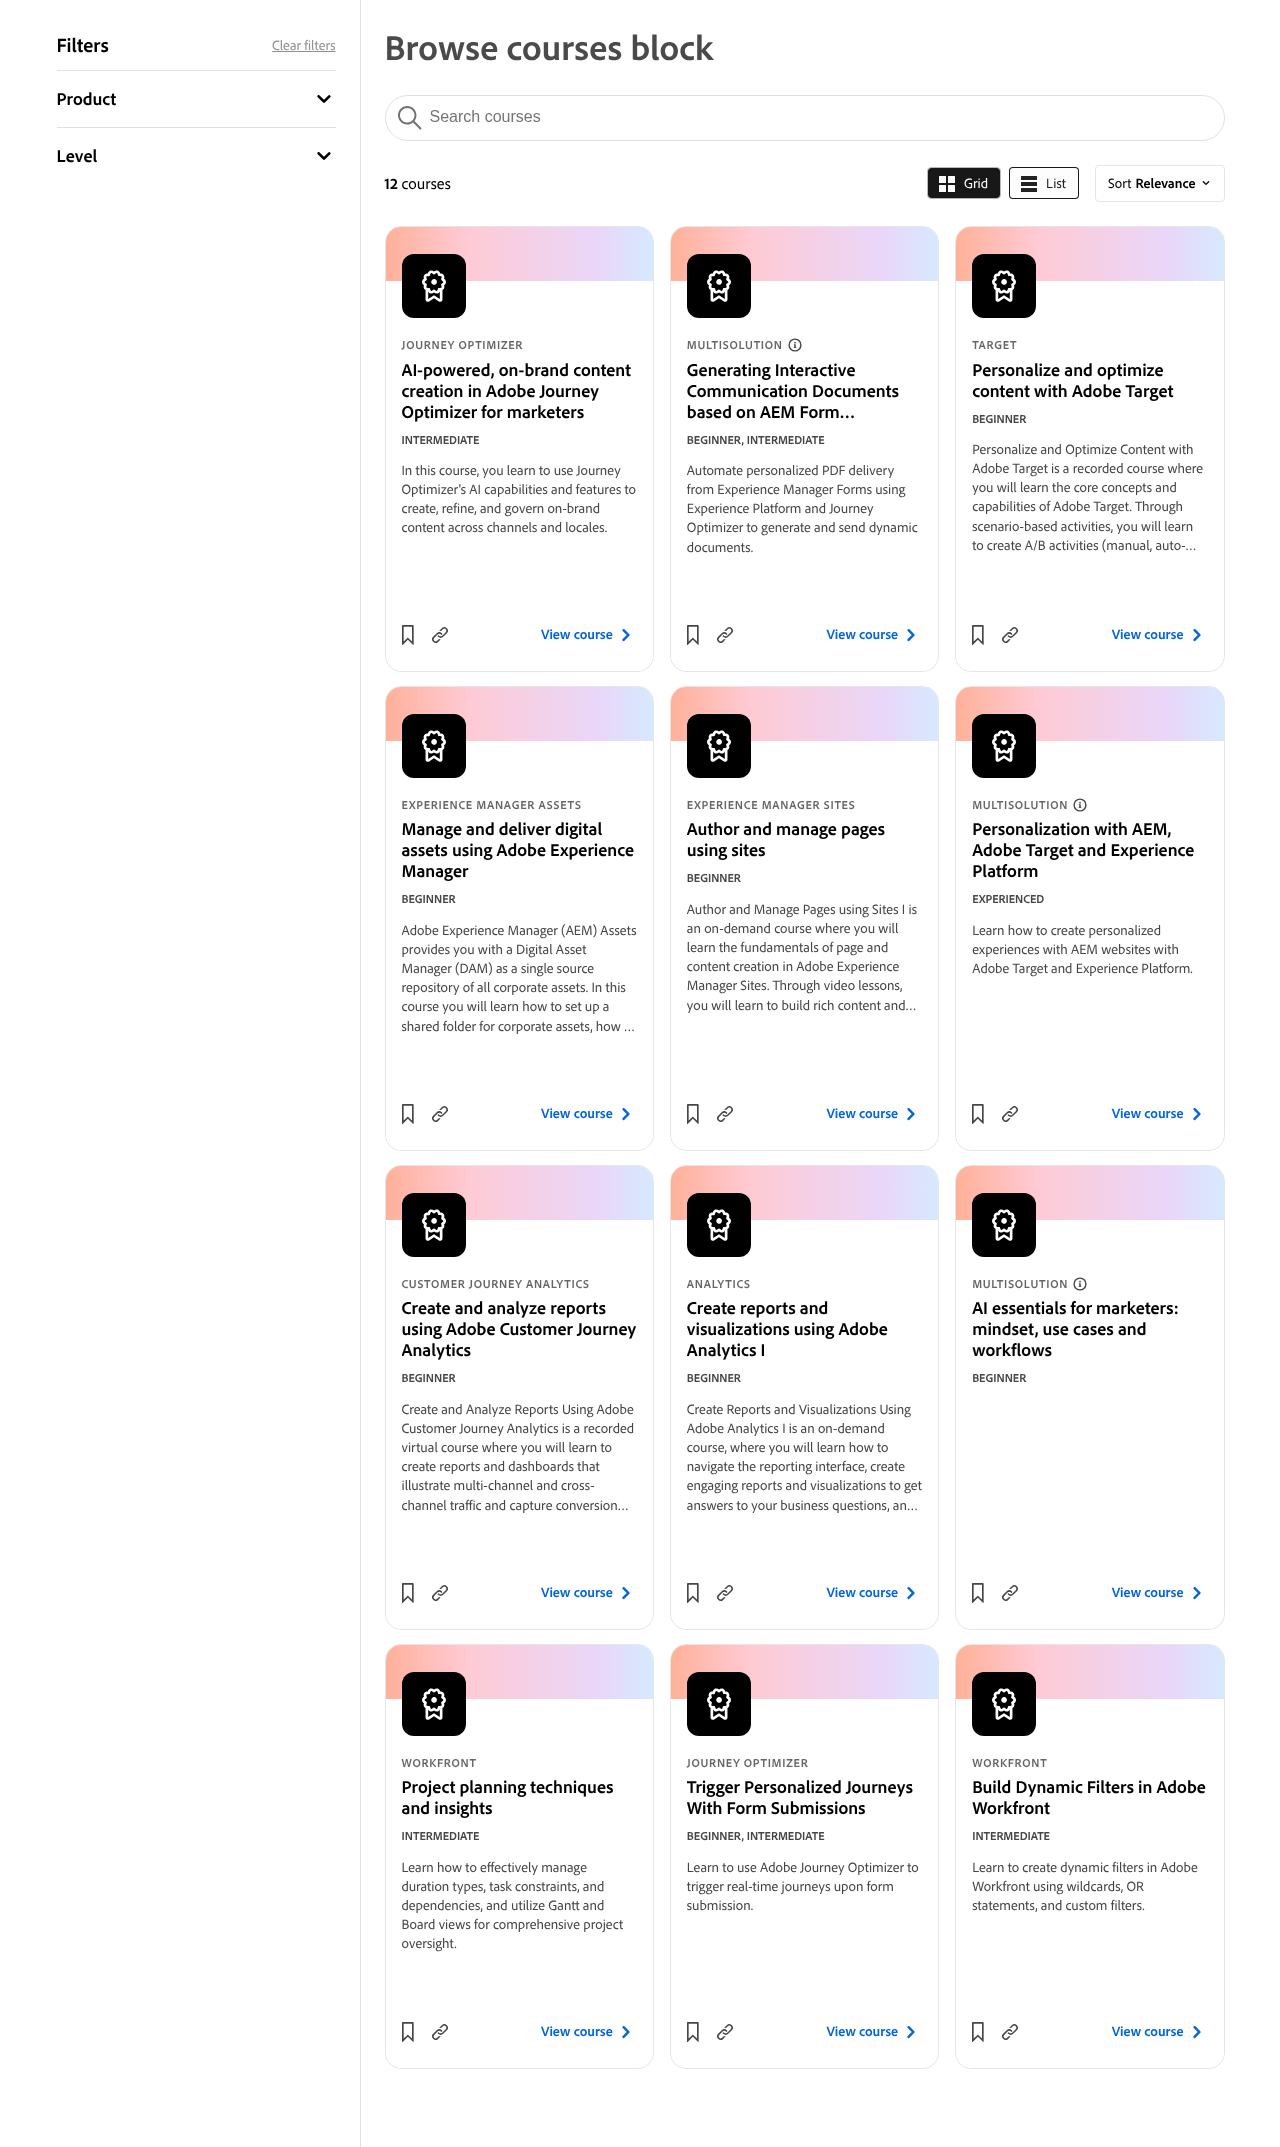 Filters
Clear filters
Product
Level
Browse courses block
Search courses
12 courses
Grid
List
Sort Relevance
JOURNEY OPTIMIZER
AI-powered, on-brand content
creation in Adobe Journey
Optimizer for marketers
INTERMEDIATE
In this course, you learn to use Journey
Optimizer's AI capabilities and features to
create, refine, and govern on-brand
content across channels and locales.
View course
MULTISOLUTION
Generating Interactive
Communication Documents
based on AEM Form...
BEGINNER, INTERMEDIATE
Automate personalized PDF delivery
from Experience Manager Forms using
Experience Platform and Journey
Optimizer to generate and send dynamic
documents.
View course
TARGET
Personalize and optimize
content with Adobe Target
BEGINNER
Personalize and Optimize Content with
Adobe Target is a recorded course where
you will learn the core concepts and
capabilities of Adobe Target. Through
scenario-based activities, you will learn
to create A/B activities (manual, auto-...
View course
EXPERIENCE MANAGER ASSETS
Manage and deliver digital
assets using Adobe Experience
Manager
BEGINNER
Adobe Experience Manager (AEM) Assets
provides you with a Digital Asset
Manager (DAM) as a single source
repository of all corporate assets. In this
course you will learn how to set up a
shared folder for corporate assets, how ...
View course
EXPERIENCE MANAGER SITES
Author and manage pages
using sites
BEGINNER
Author and Manage Pages using Sites I is
an on-demand course where you will
learn the fundamentals of page and
content creation in Adobe Experience
Manager Sites. Through video lessons,
you will learn to build rich content and...
View course
MULTISOLUTION
Personalization with AEM,
Adobe Target and Experience
Platform
EXPERIENCED
Learn how to create personalized
experiences with AEM websites with
Adobe Target and Experience Platform.
View course
CUSTOMER JOURNEY ANALYTICS
Create and analyze reports
using Adobe Customer Journey
Analytics
BEGINNER
Create and Analyze Reports Using Adobe
Customer Journey Analytics is a recorded
virtual course where you will learn to
create reports and dashboards that
illustrate multi-channel and cross-
channel traffic and capture conversion...
View course
ANALYTICS
Create reports and
visualizations using Adobe
Analytics I
BEGINNER
Create Reports and Visualizations Using
Adobe Analytics I is an on-demand
course, where you will learn how to
navigate the reporting interface, create
engaging reports and visualizations to get
answers to your business questions, an...
View course
MULTISOLUTION
AI essentials for marketers:
mindset, use cases and
workflows
BEGINNER
View course
WORKFRONT
Project planning techniques
and insights
INTERMEDIATE
Learn how to effectively manage
duration types, task constraints, and
dependencies, and utilize Gantt and
Board views for comprehensive project
oversight.
View course
JOURNEY OPTIMIZER
Trigger Personalized Journeys
With Form Submissions
BEGINNER, INTERMEDIATE
Learn to use Adobe Journey Optimizer to
trigger real-time journeys upon form
submission.
View course
WORKFRONT
Build Dynamic Filters in Adobe
Workfront
INTERMEDIATE
Learn to create dynamic filters in Adobe
Workfront using wildcards, OR
statements, and custom filters.
View course